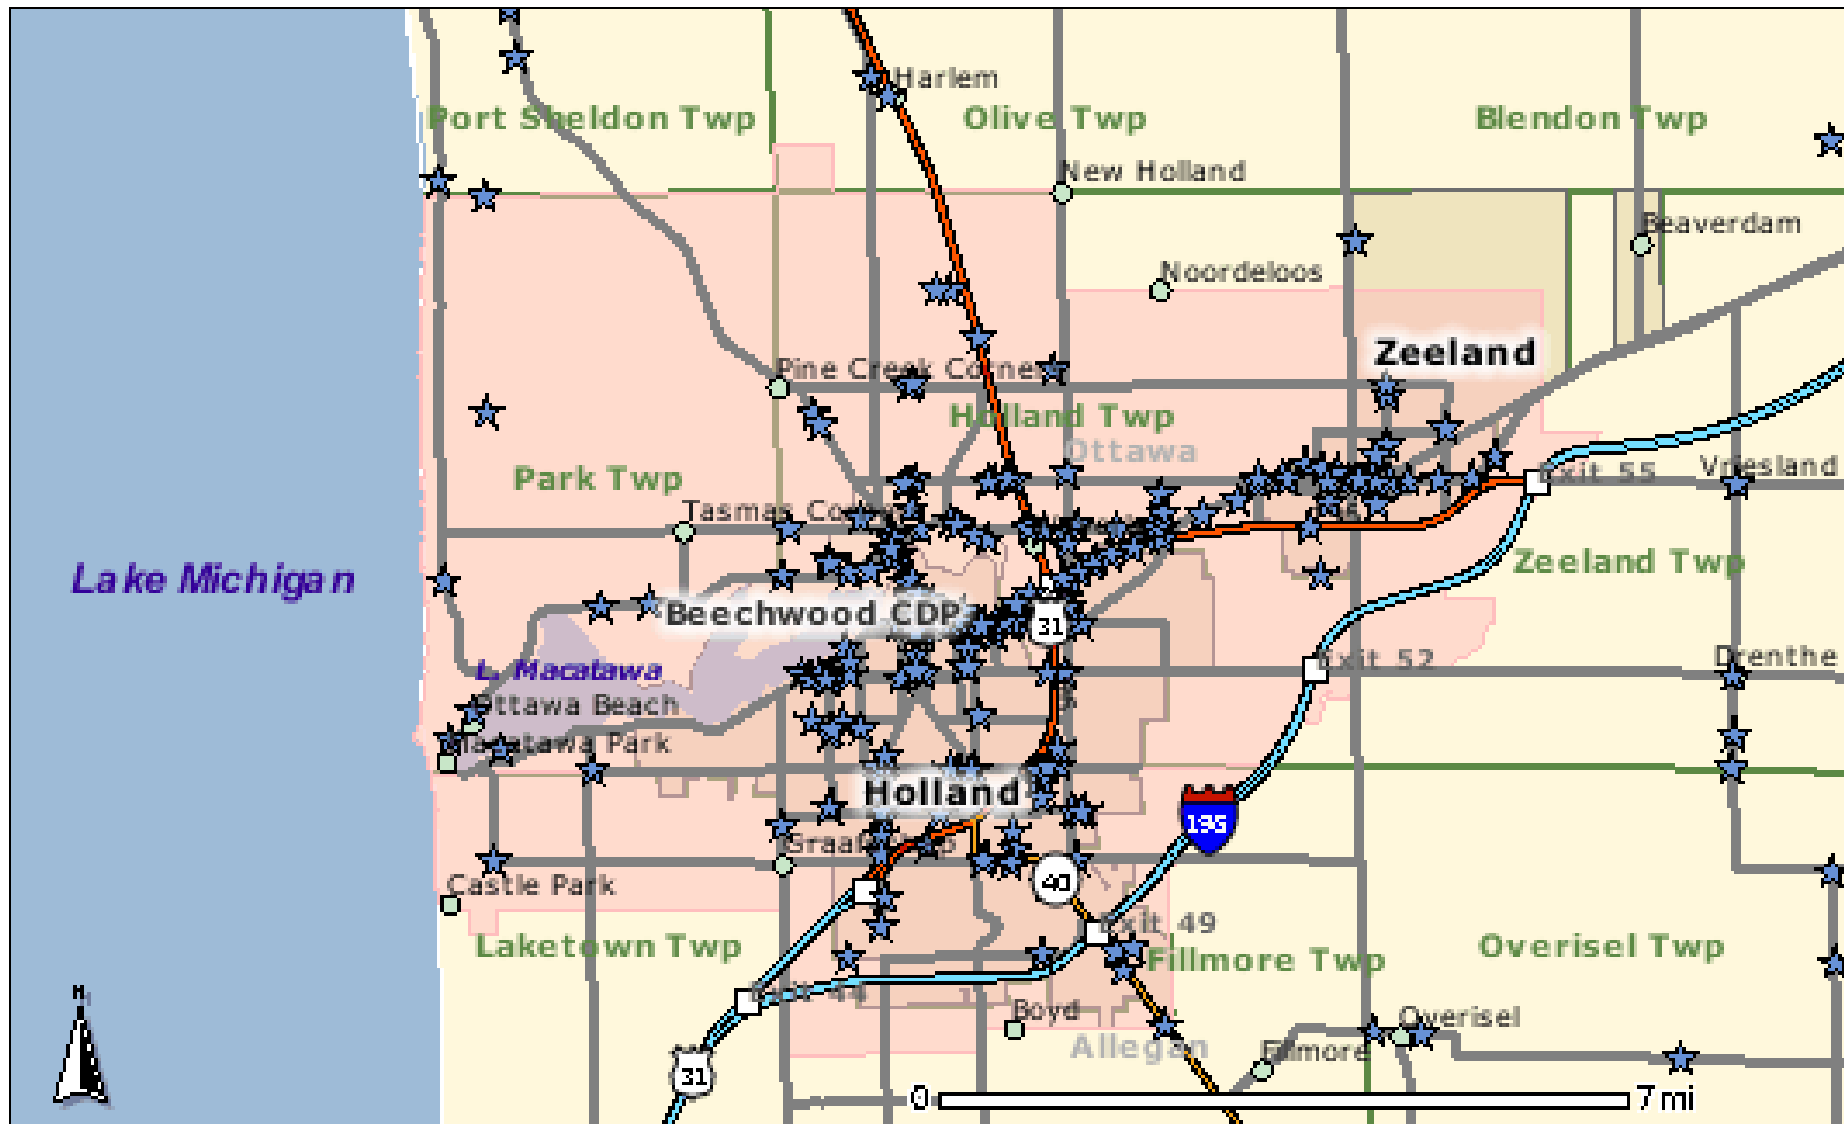 Harlem
Port Sheldon Twp
Olive Twp
Blendon Twp
New Holland
Beaverdam
Noordeloos
Zeeland
Pine Creek Corner
Holland Twp
Ottawa
Park Twp
Exit 55
Vriesland
Tasmas
Zeeland Twp
Lake Michigan
Beechwood CDP
31
L. Macatawa
Exit 52
Drenthe
Ottawa Beach
Macatawa Park
Holland
196
Graafschap
Castle Park
40
Exit 49
Laketown Twp
Fillmore Twp
Overisel Twp
Exit 44
N
Boyd
Overisel
Allegan
Fillmore
31
0
7 mi